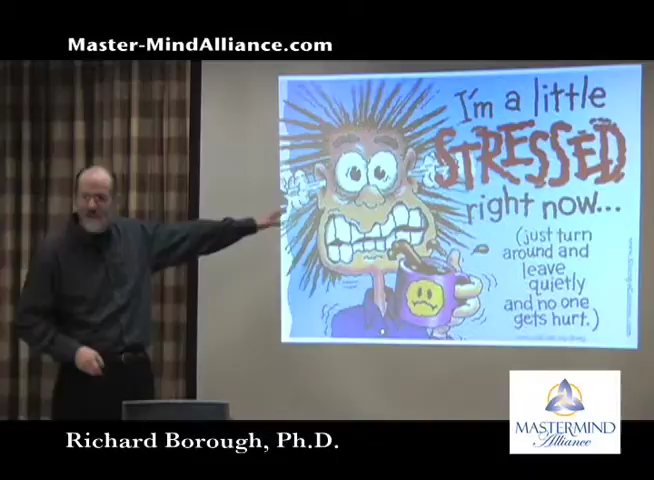 Master-MindAlliance.com
I'm a little
STRESSED
right now...
(just turn
around and
leave
quietly
and no one
gets hurt.)
Richard Borough, Ph.D.
MASTERMIND
Alliance